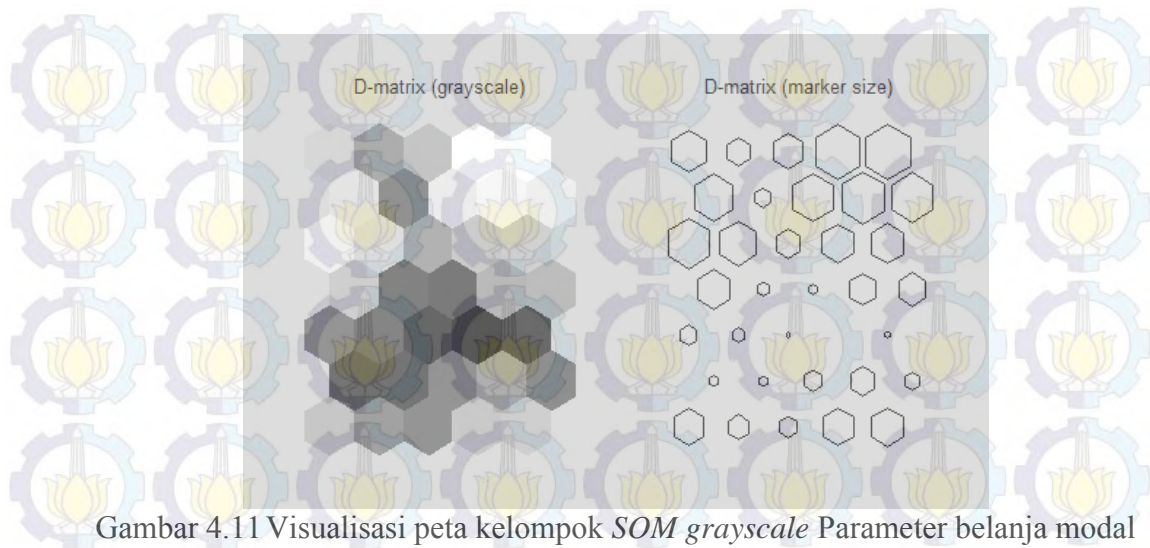 D-matrix (grayscale)
D-matrix (marker size)
Gambar 4.11 Visualisasi peta kelompok SOM grayscale Parameter belanja modal